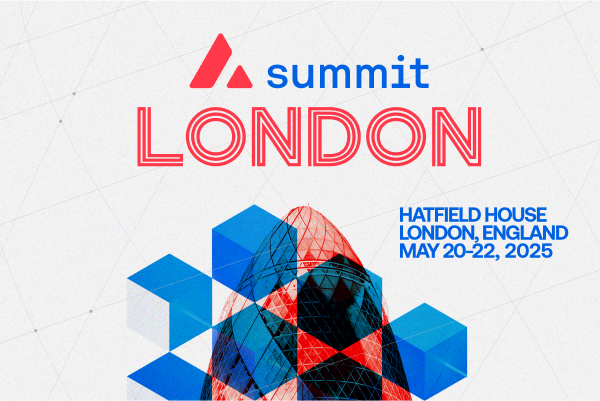 summit
LONDON
HATFIELD HOUSE
LONDON, ENGLAND
MAY 20-22, 2025